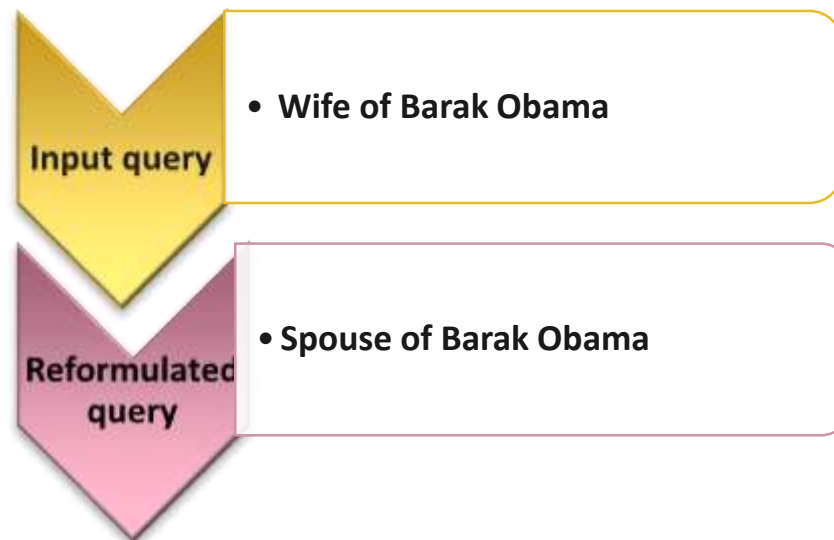 Input query
• Wife of Barak Obama
Reformulated
query
• Spouse of Barak Obama